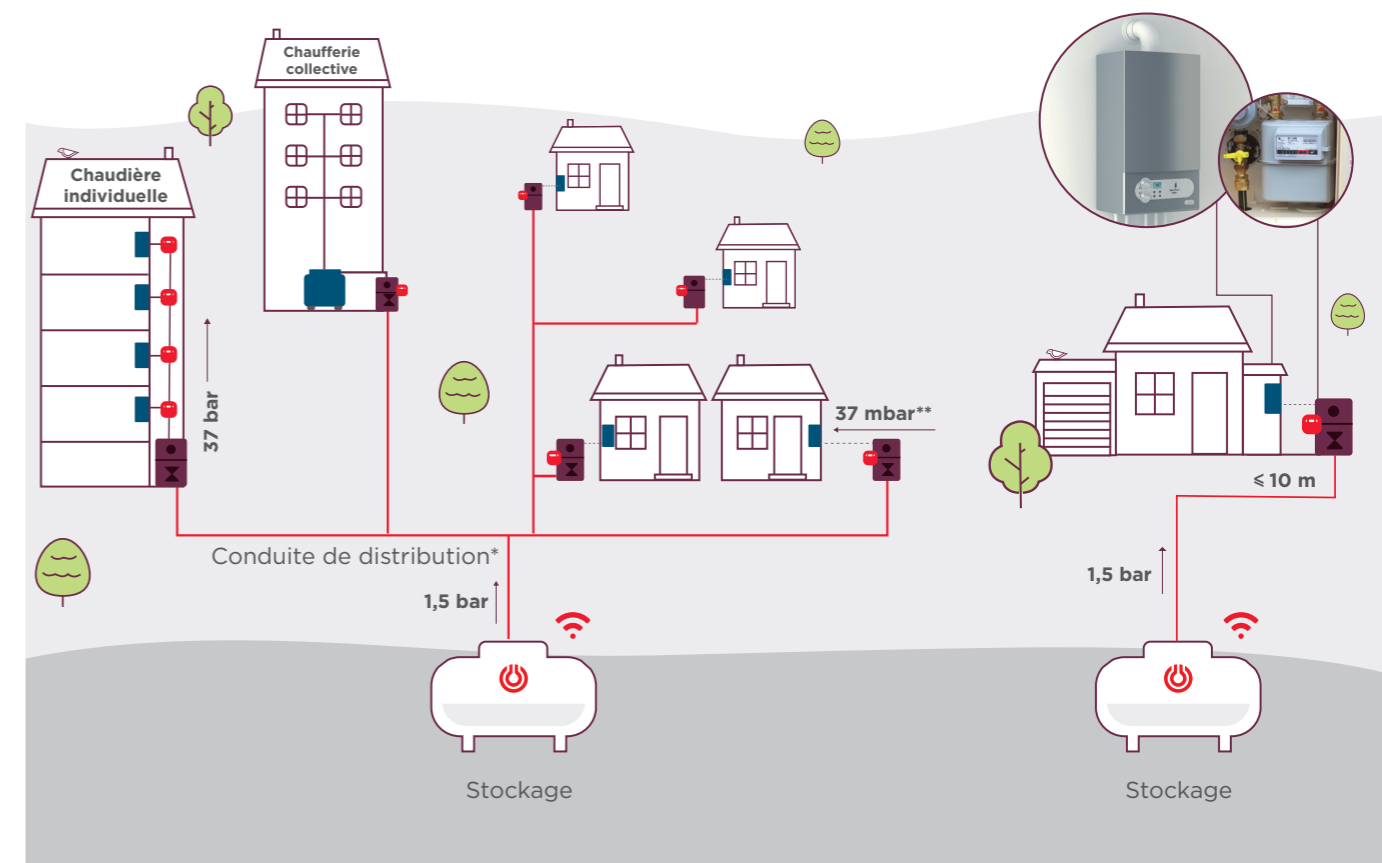 Chaufferie
collective
Chaudière
individuelle
37 bar
37 mbar**
⩽ 10 m
Conduite de distribution*
1,5 bar
1,5 bar
Stockage
Stockage